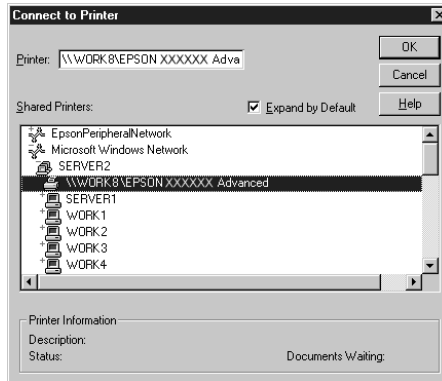 Connect to Printer
Printer: \\WORK8\EPSON XXXXXX Adva
OK
Cancel
Help
Shared Printers:
Expand by Default
EpsonPeripheralNetwork
Microsoft Windows Network
SERVER2
\\WORK8\EPSON XXXXXX Advanced
SERVER1
WORK1
WORK2
WORK3
WORK4
Printer Information
Description:
Status:
Documents Waiting: